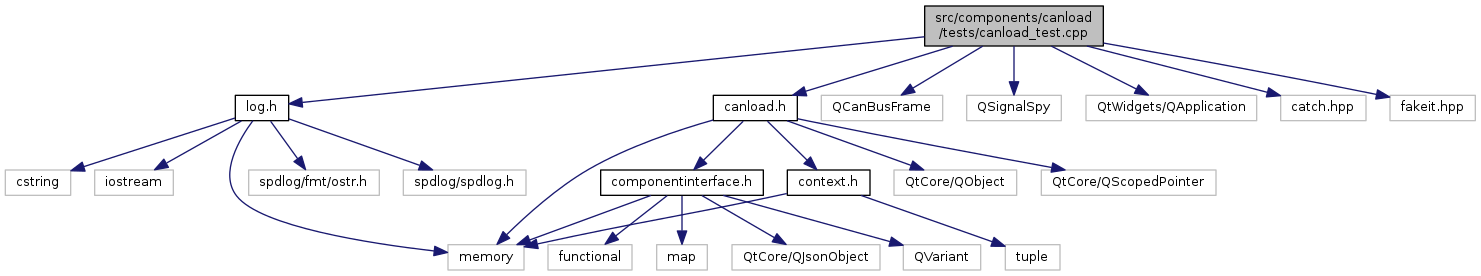 src/components/canload
/tests/canload_test.cpp
log.h
canload.h
QCanBusFrame
QSignalSpy
QtWidgets/QApplication
catch.hpp
fakeit.hpp
cstring
iostream
spdlog/fmt/ostr.h
spdlog/spdlog.h
componentinterface.h
context.h
QtCore/QObject
QtCore/QScopedPointer
memory
functional
map
QtCore/QJsonObject
QVariant
tuple